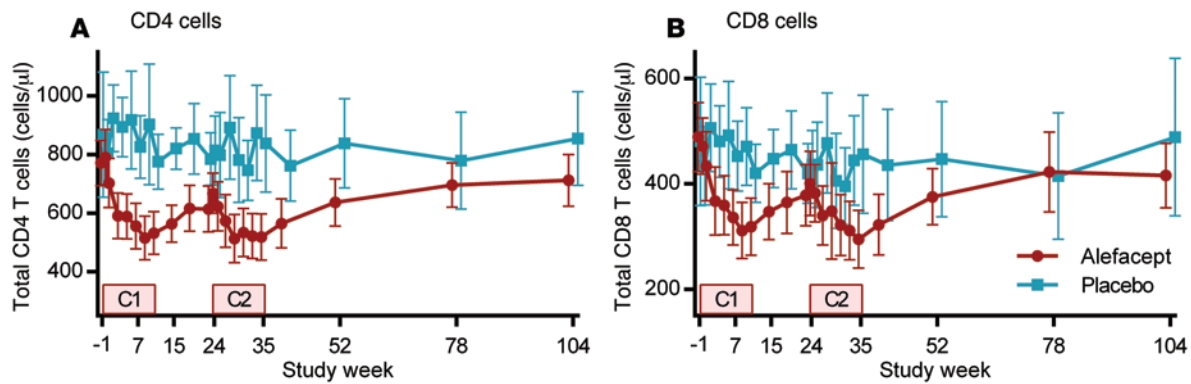 A CD4 cells
Total CD4 T cells (cells/µl)
1000
800
600
400
C1 C2
-1 7 15 24 35 52 78 104
Study week
B CD8 cells
Total CD8 T cells (cells/µl)
600
400
200
Alefacept
Placebo
C1 C2
-1 7 15 24 35 52 78 104
Study week